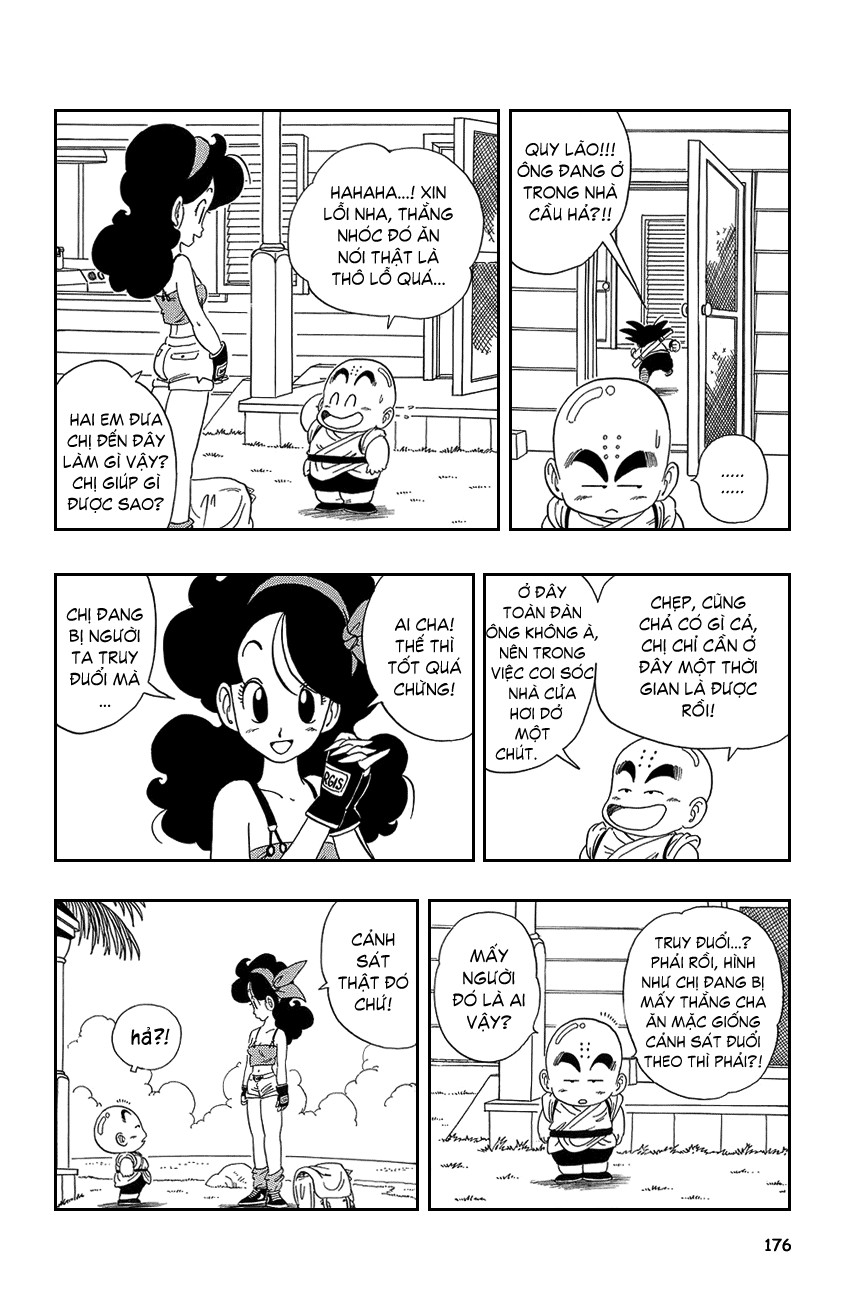 QUY LÃO!!!
ÔNG ĐANG Ở
TRONG NHÀ
CẦU HẢ?!!
.....
.....
HAHAHA...! XIN
LỖI NHA, THẰNG
NHÓC ĐÓ ĂN
NÓI THẬT LÀ
THÔ LỖ QUÁ...
HAI EM ĐƯA
CHỊ ĐẾN ĐÂY
LÀM GÌ VẬY?
CHỊ GIÚP GÌ
ĐƯỢC SAO?
CHẸP, CŨNG
CHẢ CÓ GÌ CẢ,
CHỊ CHỈ CẦN Ở
ĐÂY MỘT THỜI
GIAN LÀ ĐƯỢC
RỒI!
Ở ĐÂY
TOÀN ĐÀN
ÔNG KHÔNG À,
NÊN TRONG
VIỆC COI SÓC
NHÀ CỬA
HƠI DỞ
MỘT
CHÚT.
AI CHA!
THẾ THÌ
TỐT QUÁ
CHỪNG!
CHỊ ĐANG
BỊ NGƯỜI
TA TRUY
ĐUỔI MÀ
...
RGIS
TRUY ĐUỔI...?
PHẢI RỒI, HÌNH
NHƯ CHỊ ĐANG BỊ
MẤY THẰNG CHA
ĂN MẶC GIỐNG
CẢNH SÁT ĐUỔI
THEO THÌ PHẢI?!
MẤY
NGƯỜI
ĐÓ LÀ AI
VẬY?
CẢNH
SÁT
THẬT ĐÓ
CHỨ!
hả?!
176